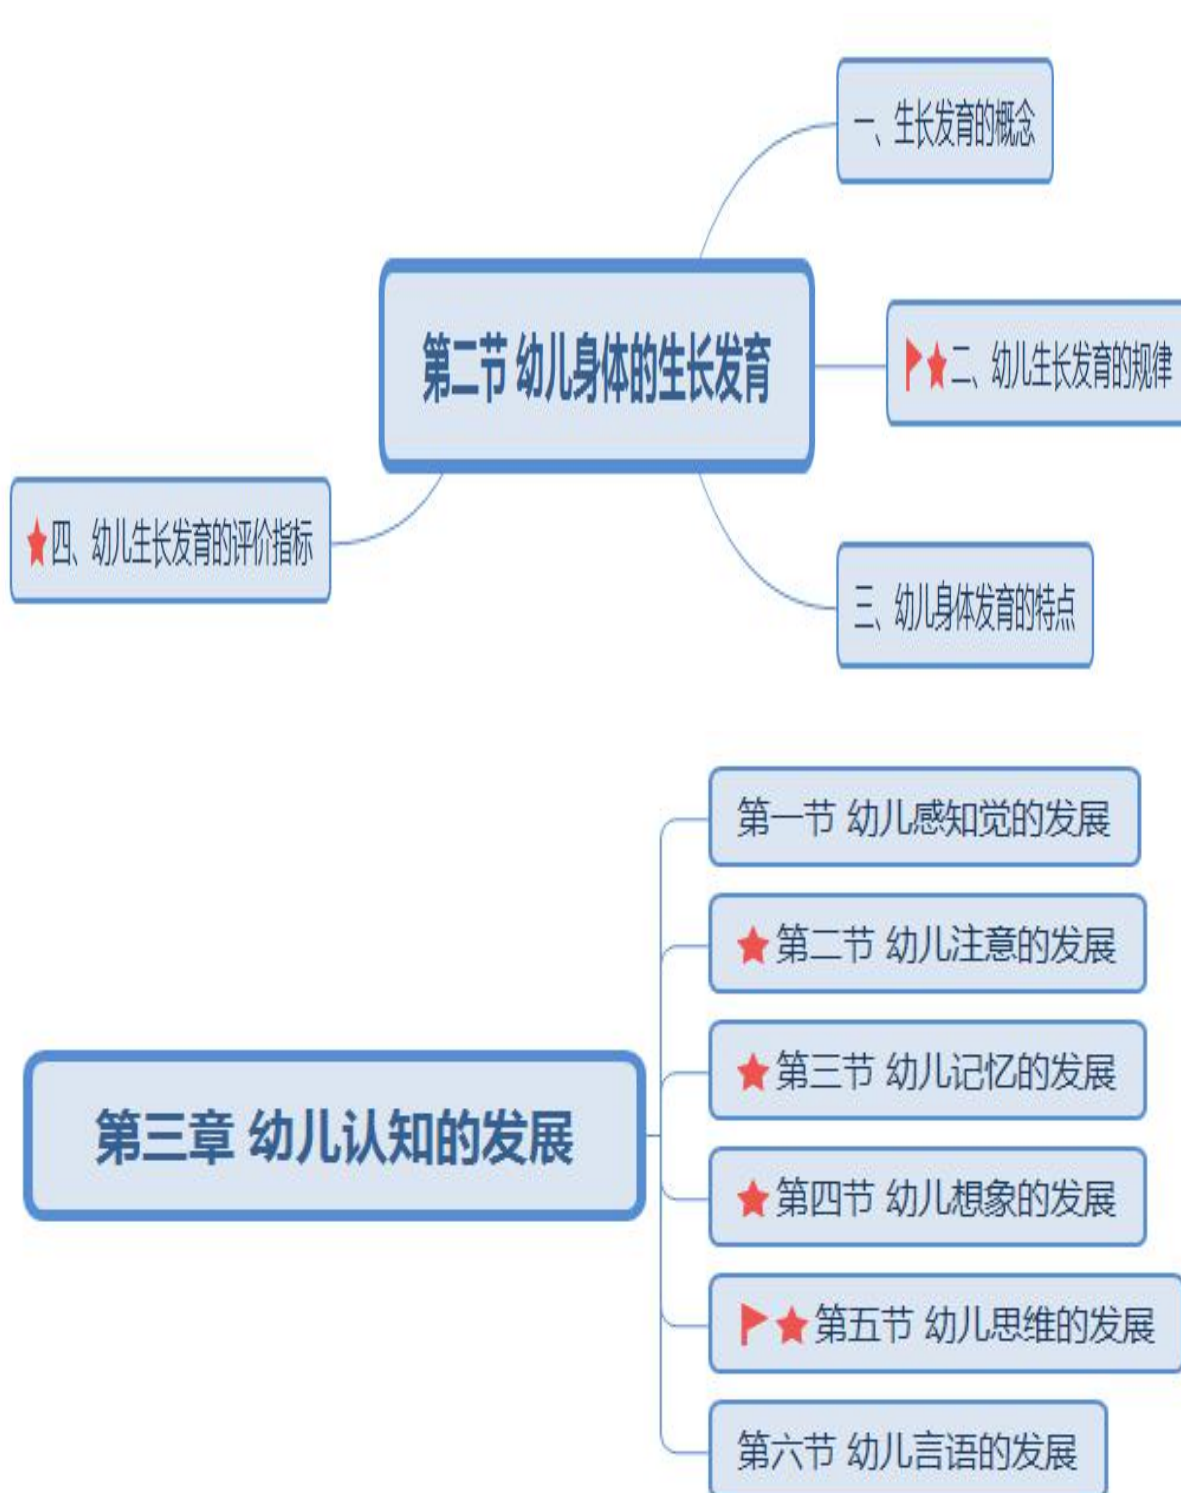 一、生长发育的概念
第二节 幼儿身体的生长发育
二、幼儿生长发育的规律
四、幼儿生长发育的评价指标
三、幼儿身体发育的特点
第一节 幼儿感知觉的发展
第二节 幼儿注意的发展
第三节 幼儿记忆的发展
第三章 幼儿认知的发展
第四节 幼儿想象的发展
第五节 幼儿思维的发展
第六节 幼儿言语的发展